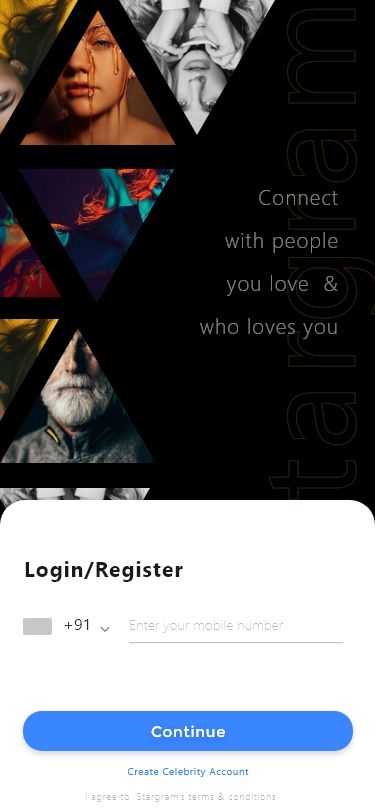 Connect
with people
you love &
who loves you
targram
Login/Register
+91
Enter your mobile number
Continue
Create Celebrity Account
I agree to Stargram's terms & conditions